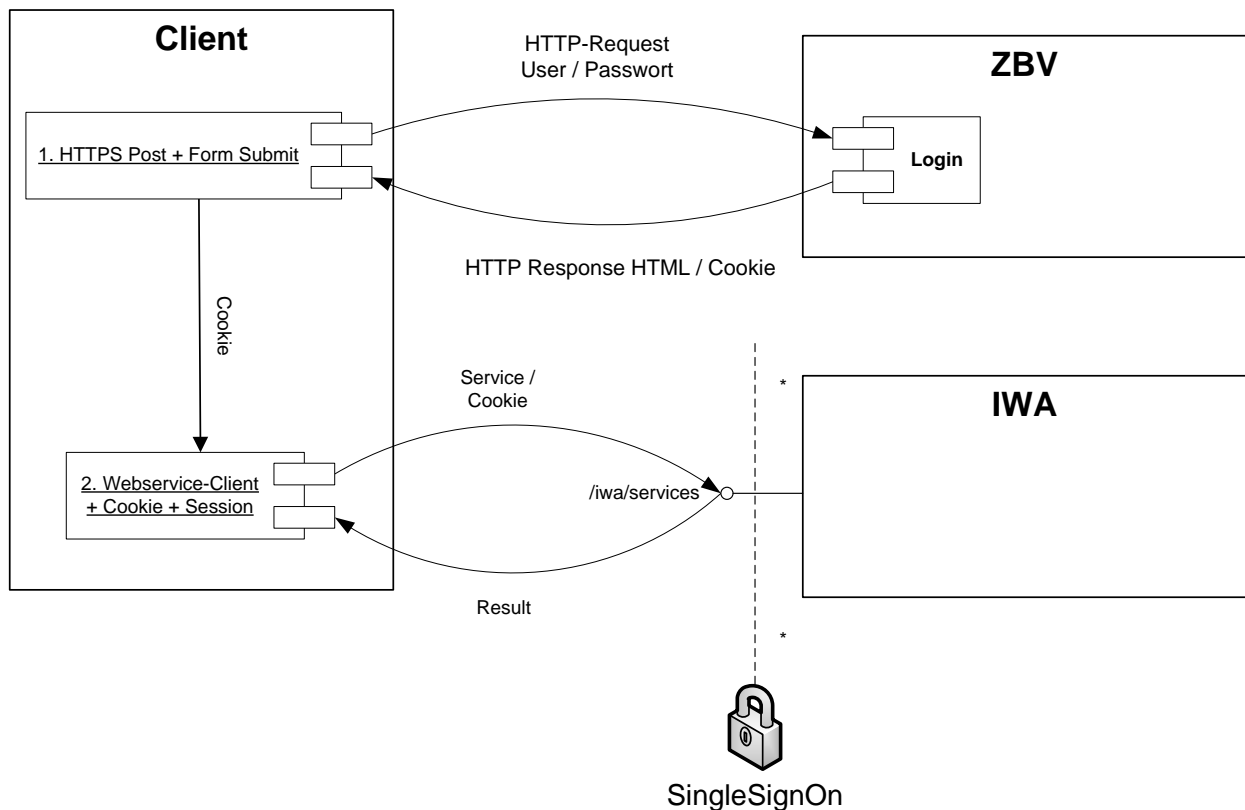 Client
HTTP-Request
User / Passwort
ZBV
1. HTTPS Post + Form Submit
Login
HTTP Response HTML / Cookie
Cookie
Service /
Cookie
*
IWA
2. Webservice-Client
+ Cookie + Session
/iwa/services
Result
*
SingleSignOn